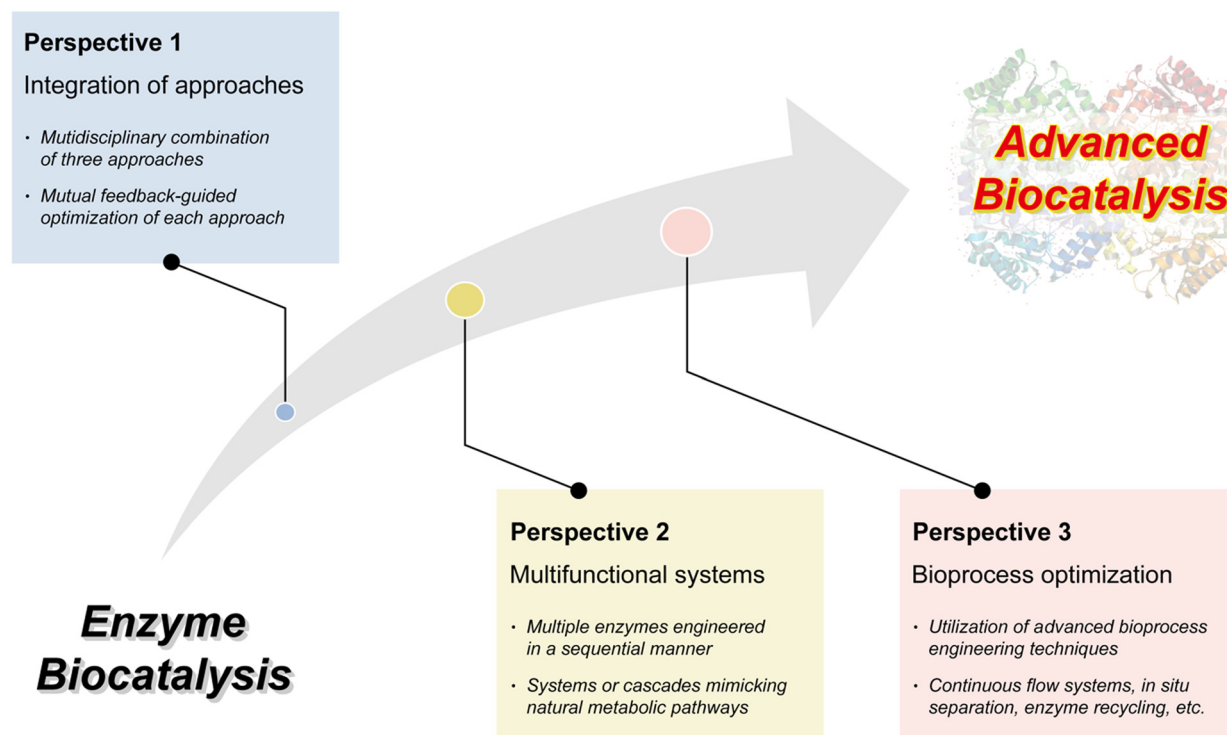 Perspective 1
Integration of approaches
· Mutidisciplinary combination
of three approaches
· Mutual feedback-guided
optimization of each approach
Advanced
Biocatalysis
Enzyme
Biocatalysis
Perspective 2
Multifunctional systems
· Multiple enzymes engineered
in a sequential manner
· Systems or cascades mimicking
natural metabolic pathways
Perspective 3
Bioprocess optimization
· Utilization of advanced bioprocess
engineering techniques
· Continuous flow systems, in situ
separation, enzyme recycling, etc.